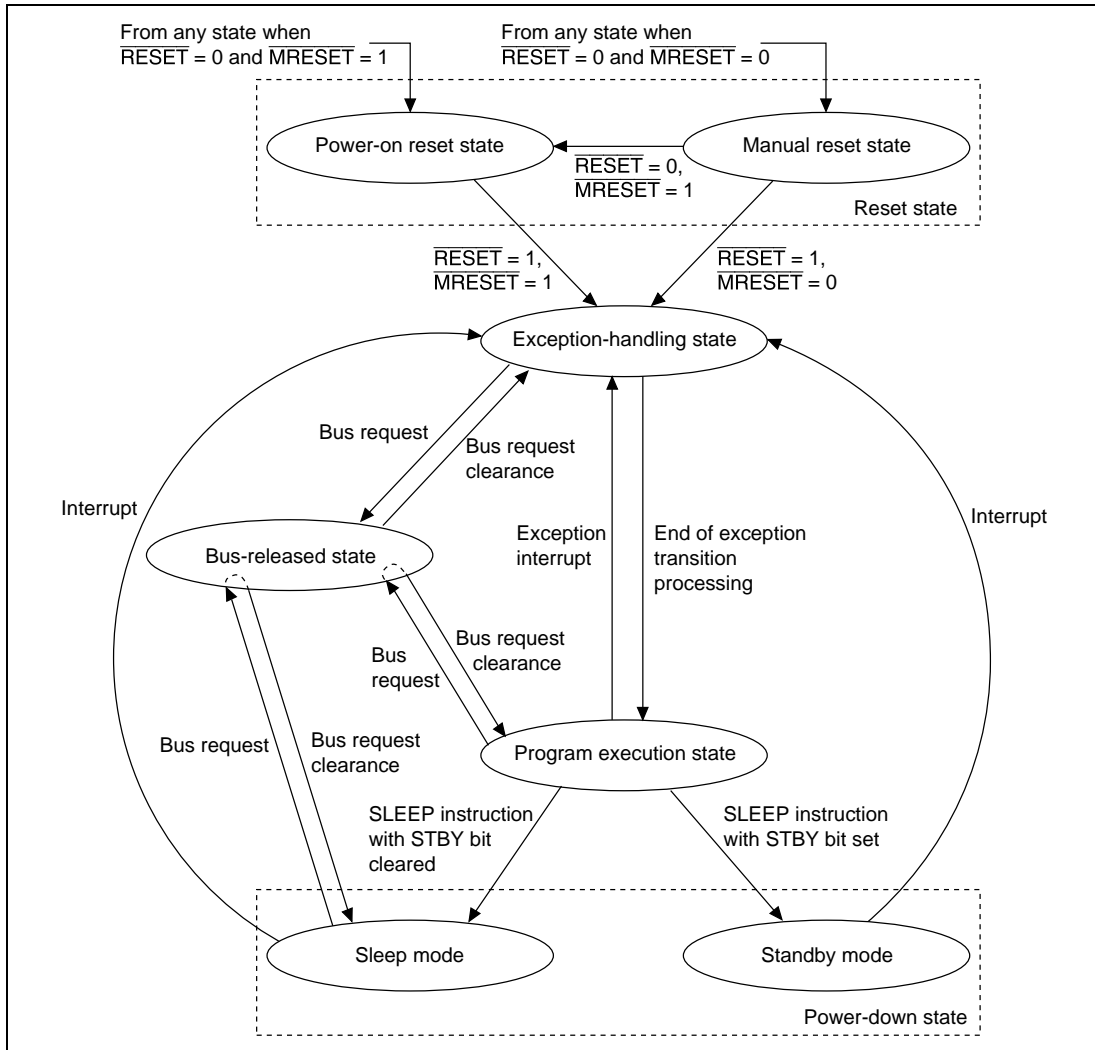 From any state when
RESET = 0 and MRESET = 1
From any state when
RESET = 0 and MRESET = 0
Power-on reset state
Manual reset state
RESET = 0,
MRESET = 1
Reset state
RESET = 1,
MRESET = 1
RESET = 1,
MRESET = 0
Exception-handling state
Bus request
Bus request
clearance
Interrupt
Interrupt
Exception
interrupt
End of exception
transition
processing
Bus-released state
Bus request
clearance
Bus
request
Bus request
Bus request
clearance
Program execution state
SLEEP instruction
with STBY bit
cleared
SLEEP instruction
with STBY bit set
Sleep mode
Standby mode
Power-down state